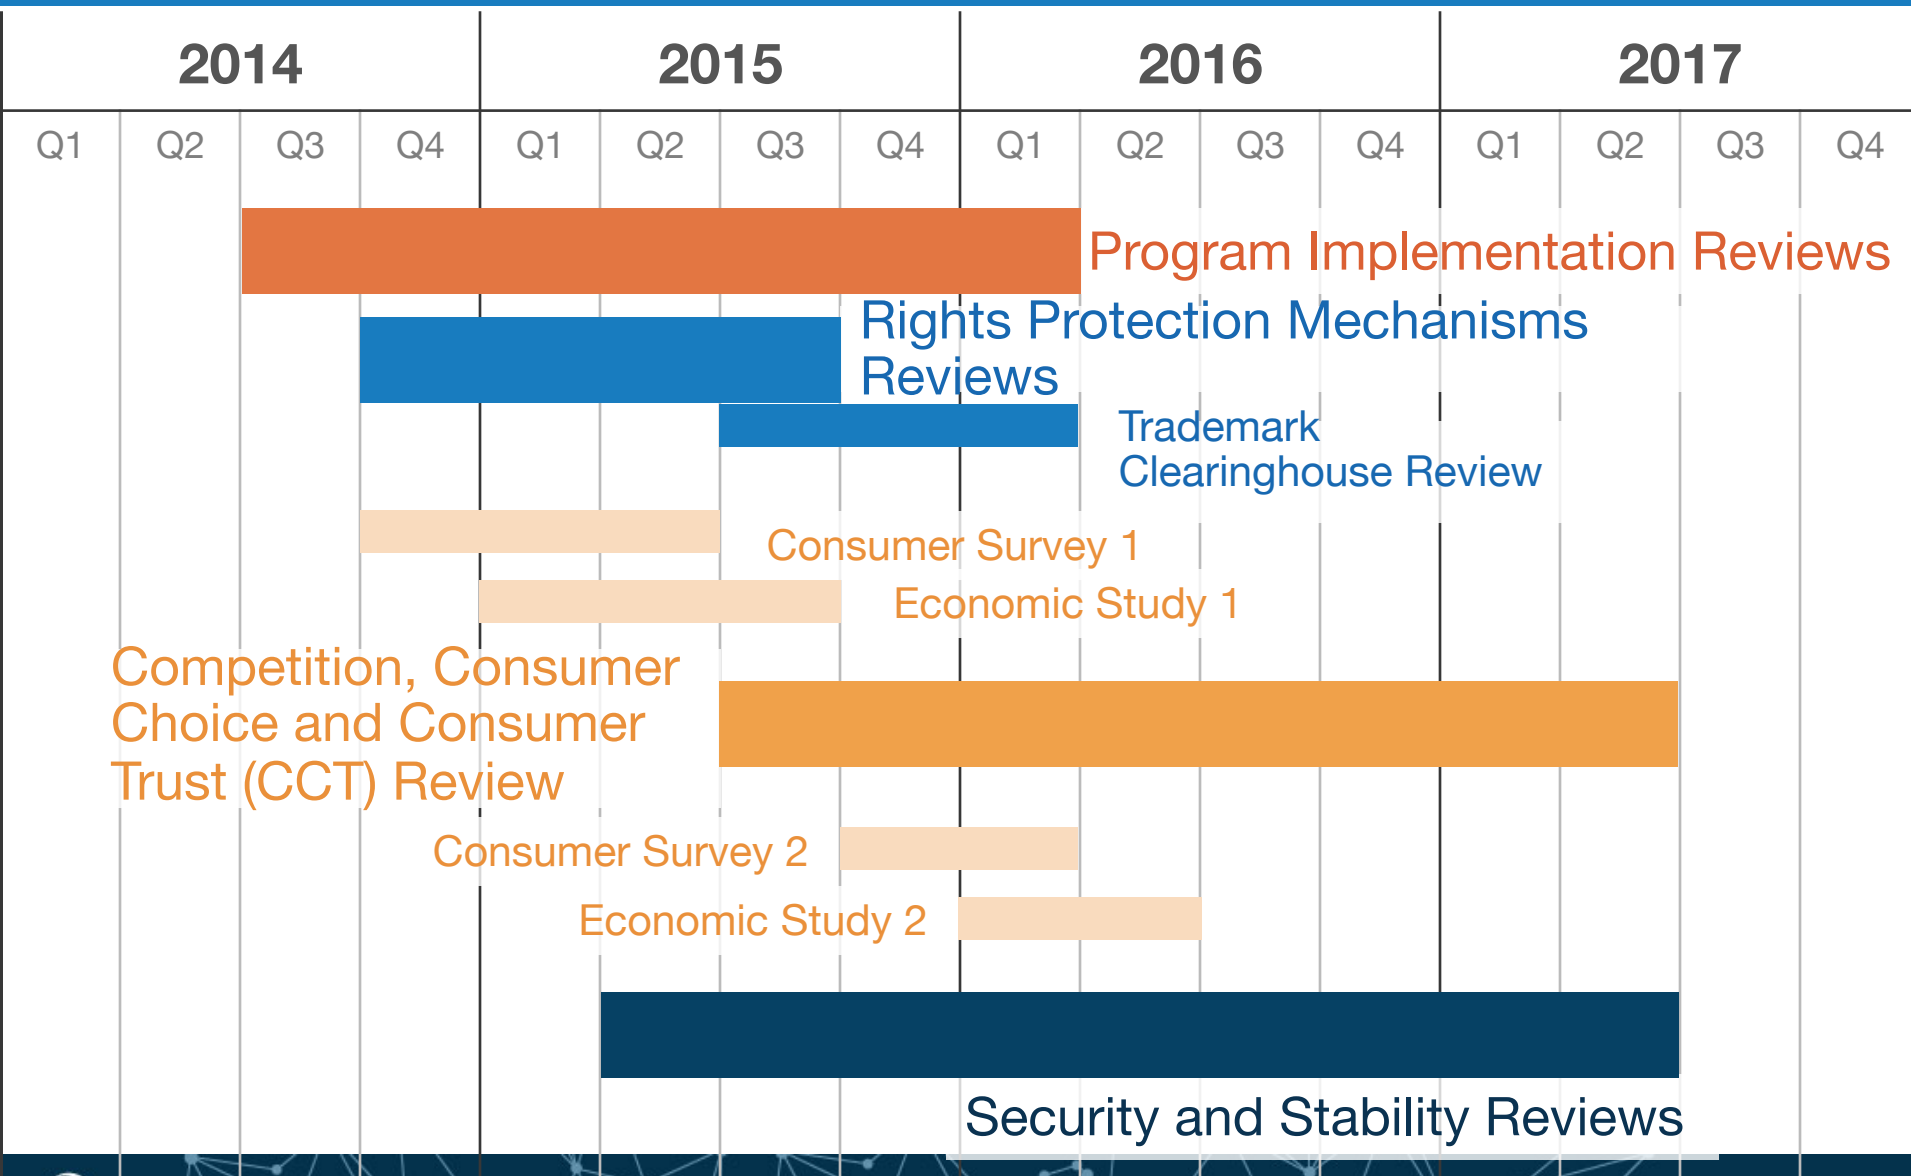 2014 2015 2016 2017
Q1 Q2 Q3 Q4 Q1 Q2 Q3 Q4 Q1 Q2 Q3 Q4 Q1 Q2 Q3 Q4
Program Implementation Reviews
Rights Protection Mechanisms
Reviews
Trademark
Clearinghouse Review
Consumer Survey 1
Economic Study 1
Competition, Consumer
Choice and Consumer
Trust (CCT) Review
Consumer Survey 2
Economic Study 2
Security and Stability Reviews